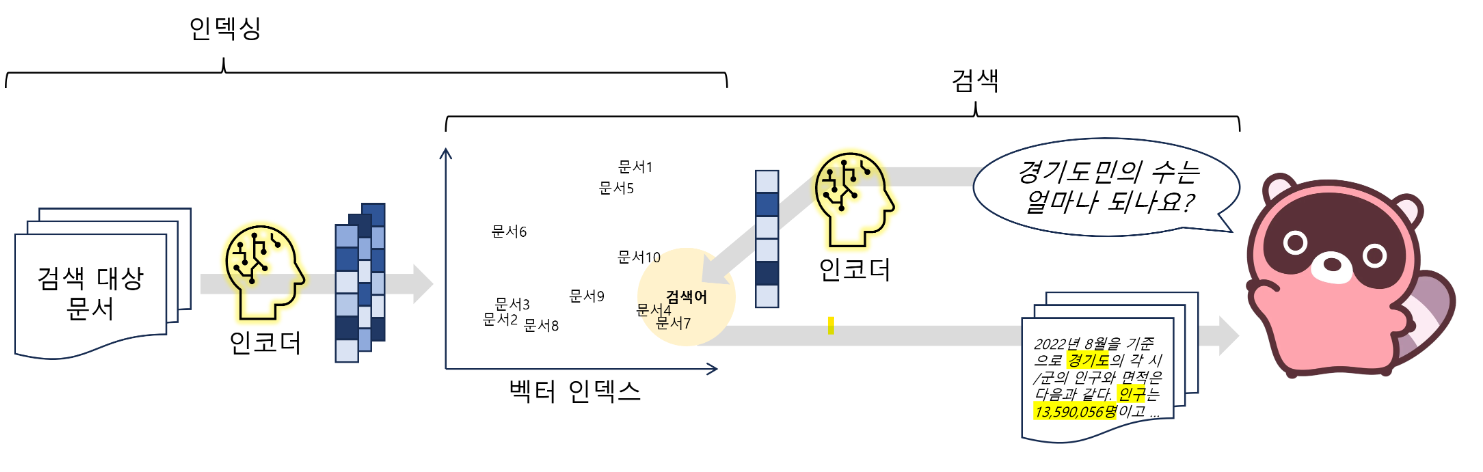 인덱싱
검색
검색 대상
문서
인코더
문서1
문서5
문서6
문서10
검색어
문서3
문서9
문서4
문서2
문서8
문서7
벡터 인덱스
인코더
경기도민의 수는
얼마나 되나요?
2022년 8월을 기준
으로 경기도의 각 시
/군의 인구와 면적은
다음과 같다. 인구는
13,590,056명이고 ...